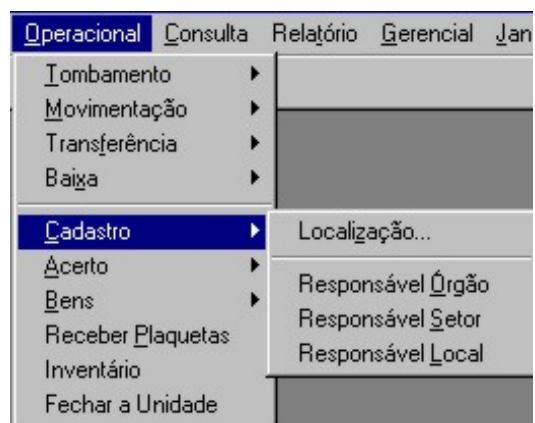 Operacional Consulta Relatório Gerencial Jan
Tombamento
Movimentação
Transferência
Baixa
Cadastro
Acerto
Bens
Receber Plaquetas
Inventário
Fechar a Unidade
Localização...
Responsável Órgão
Responsável Setor
Responsável Local